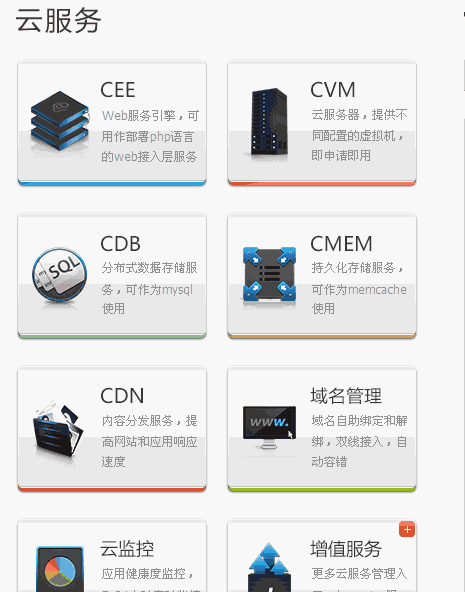 云服务
CEE
Web服务引擎，可
用作部署php语言
的web接入层服务
CVM
云服务器，提供不
同配置的虚拟机，
即申请即用
CDB
分布式数据存储服
务，可作为mysql
使用
CMEM
持久化存储服务，
可作为memcache
使用
CDN
内容分发服务，提
高网站和应用响应
速度
域名管理
域名自助绑定和解
绑，双线接入，自
动容错
云监控
应用健康度监控，
增值服务
更多云服务管理入
SQL
www.